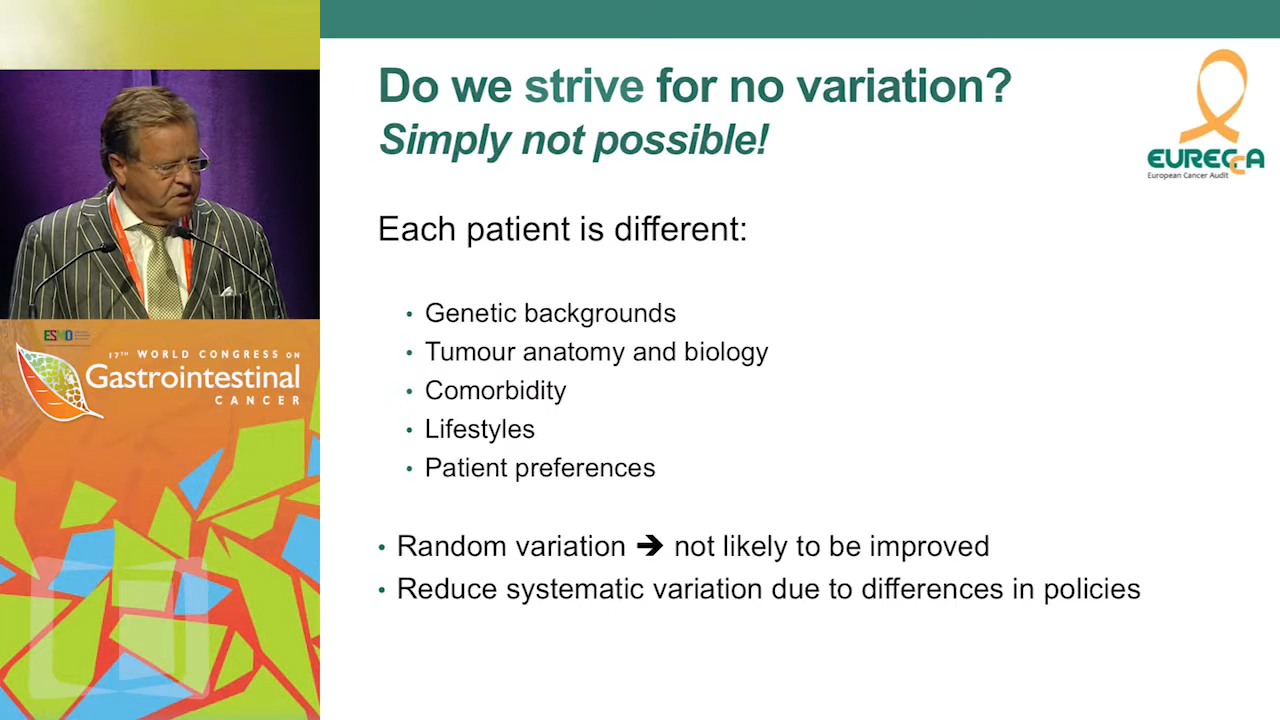 Do we strive for no variation?
Simply not possible!
EURECCA
European Cancer Audit
Each patient is different:
• Genetic backgrounds
• Tumour anatomy and biology
• Comorbidity
• Lifestyles
• Patient preferences
• Random variation ➔ not likely to be improved
• Reduce systematic variation due to differences in policies
ESMO
17TH WORLD CONGRESS ON
Gastrointestinal
CANCER